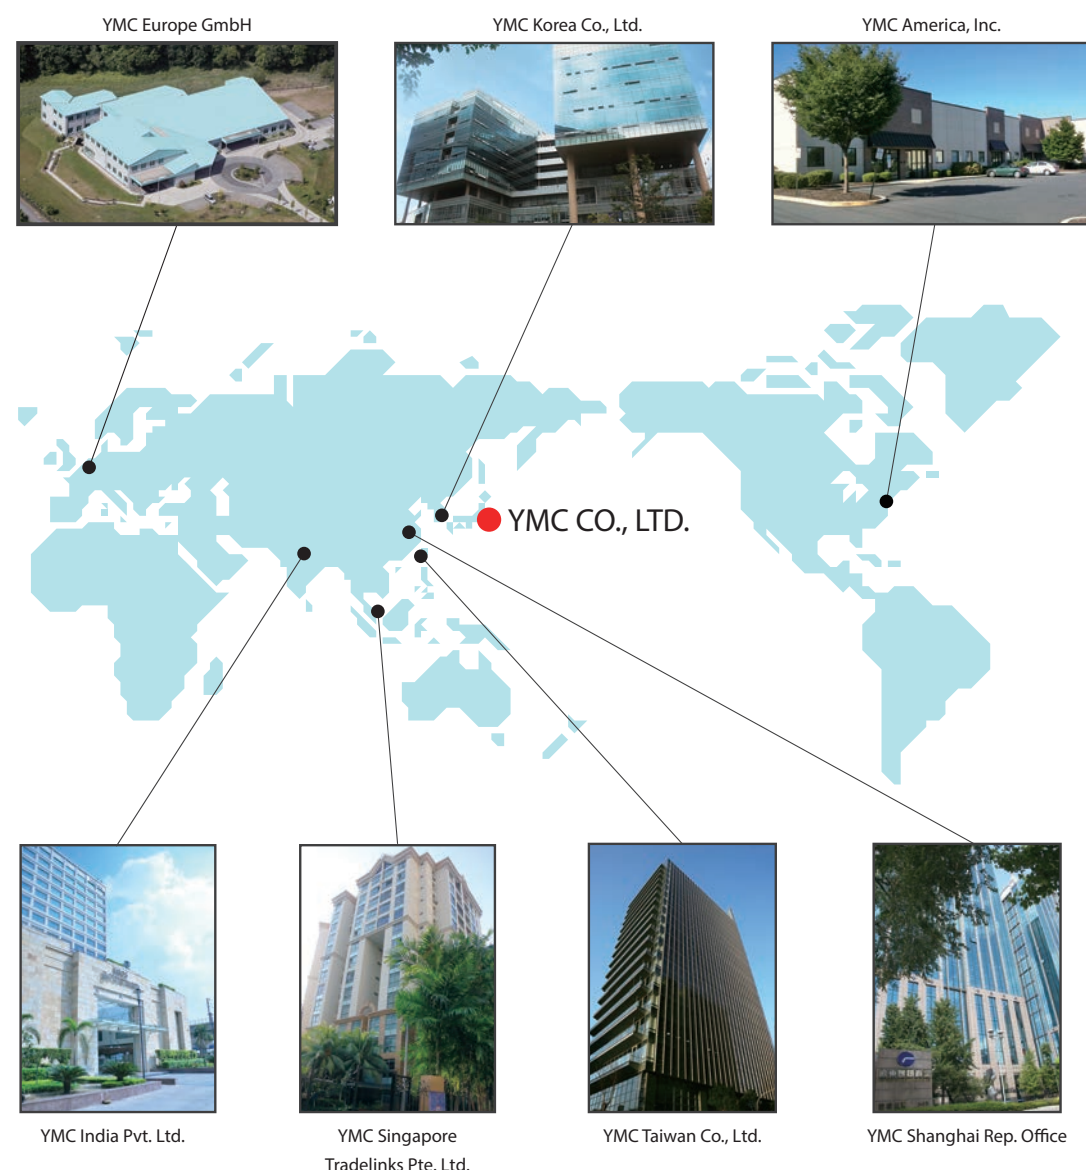 YMC Europe GmbH
YMC Korea Co., Ltd.
YMC America, Inc.
YMC CO., LTD.
YMC India Pvt. Ltd.
YMC Singapore
Tradelinks Pte. Ltd.
YMC Taiwan Co., Ltd.
YMC Shanghai Rep. Office